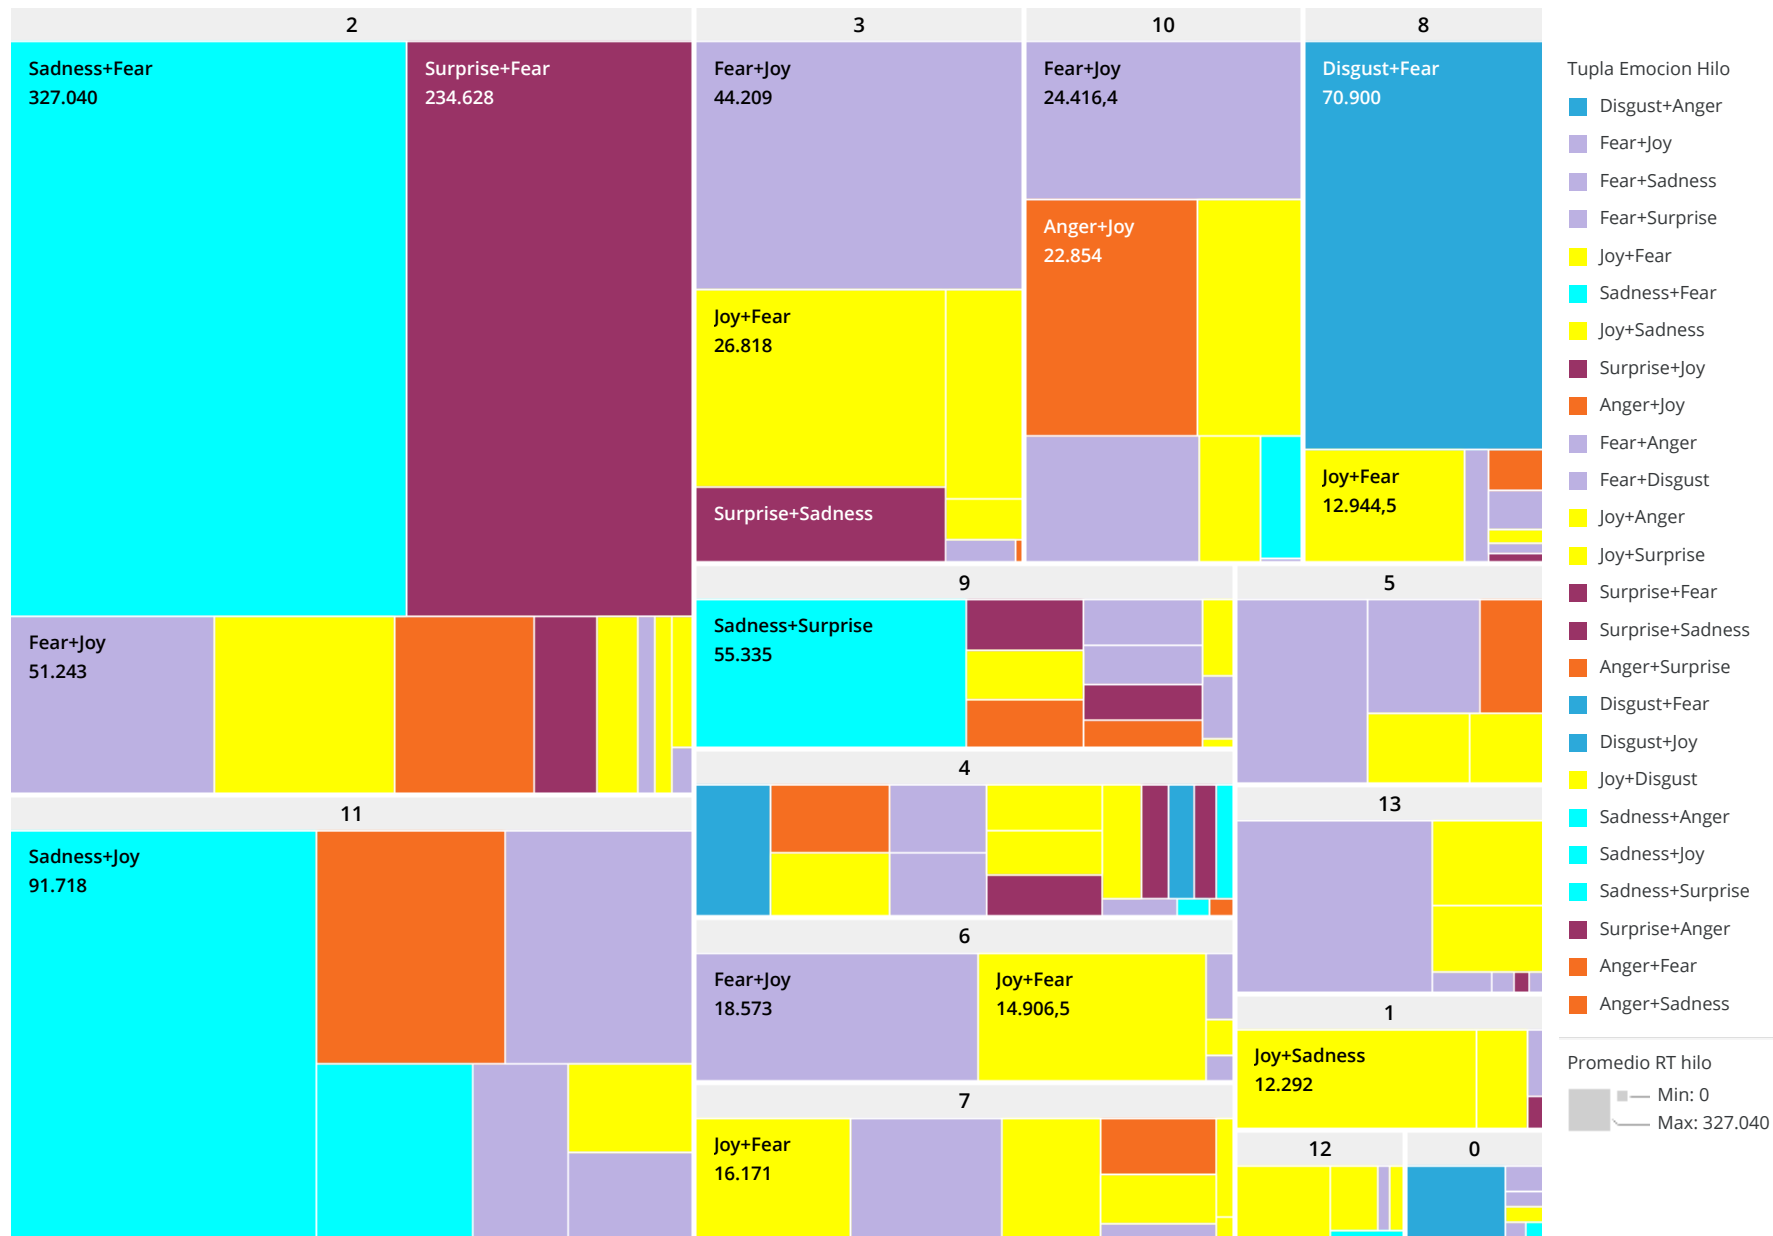 2
Sadness+Fear
327.040
Surprise+Fear
234.628
Fear+Joy
51.243
11
Sadness+Joy
91.718
3
Fear+Joy
44.209
Joy+Fear
26.818
Surprise+Sadness
10
Fear+Joy
24.416,4
Anger+Joy
22.854
8
Disgust+Fear
70.900
Joy+Fear
12.944,5
9
Sadness+Surprise
55.335
4
6
Fear+Joy
18.573
Joy+Fear
14.906,5
7
Joy+Fear
16.171
5
13
1
Joy+Sadness
12.292
12
0
Tupla Emocion Hilo
Disgust+Anger
Fear+Joy
Fear+Sadness
Fear+Surprise
Joy+Fear
Sadness+Fear
Joy+Sadness
Surprise+Joy
Anger+Joy
Fear+Anger
Fear+Disgust
Joy+Anger
Joy+Surprise
Surprise+Fear
Surprise+Sadness
Anger+Surprise
Disgust+Fear
Disgust+Joy
Joy+Disgust
Sadness+Anger
Sadness+Joy
Sadness+Surprise
Surprise+Anger
Anger+Fear
Anger+Sadness
Promedio RT hilo
Min: 0
Max: 327.040